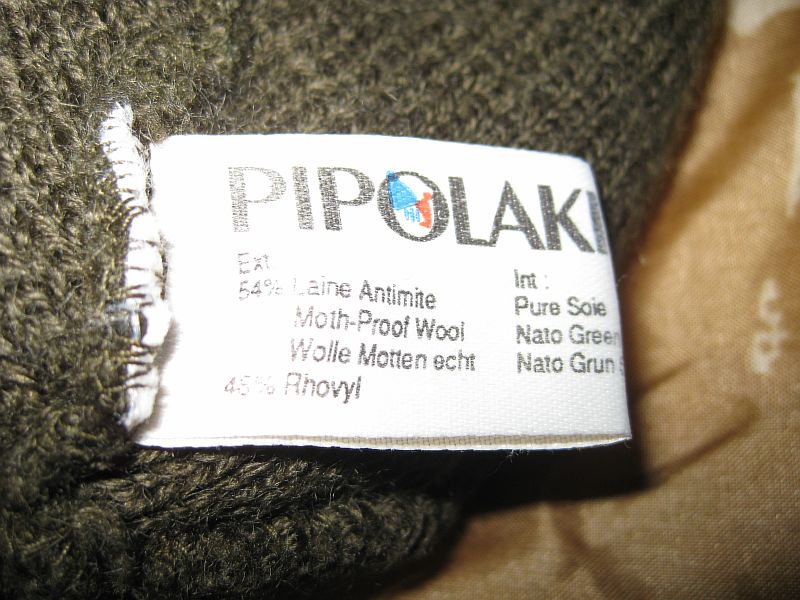 PIPOLAKI
Ext
54% Laine Antimite
Moth-Proof Wool
Wolle Motten echt
Rhovyl
Int :
Pure Soie
Nato Green
Nato Grun